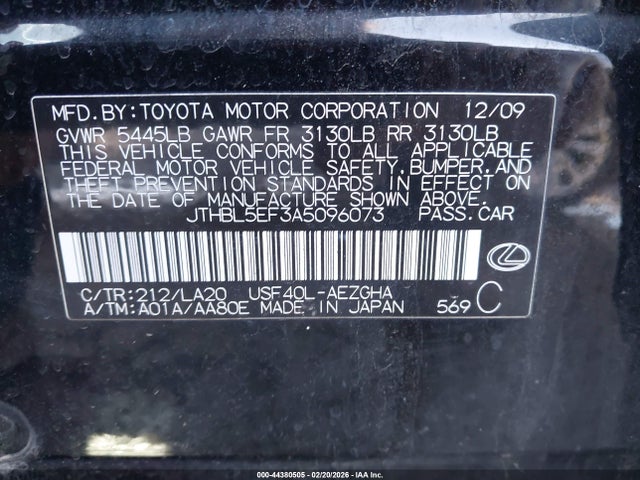 MFD.BY:TOYOTA MOTOR CORPORATION 12/09
GVWR 5445LB GAWR FR 3130LB RR 3130LB
THIS VEHICLE CONFORMS TO ALL APPLICABLE
FEDERAL MOTOR VEHICLE SAFETY,BUMPER,AND
THEFT PREVENTION STANDARDS IN EFFECT ON
THE DATE OF MANUFACTURE SHOWN ABOVE.
JTHBL5EF3A5096073 PASS.CAR
C/TR:212/LA20 USF40L-AEZGHA
A/TM:A01A/AA80E MADE IN JAPAN 569 C
000-44380505 - 02/20/2026 - IAA Inc.